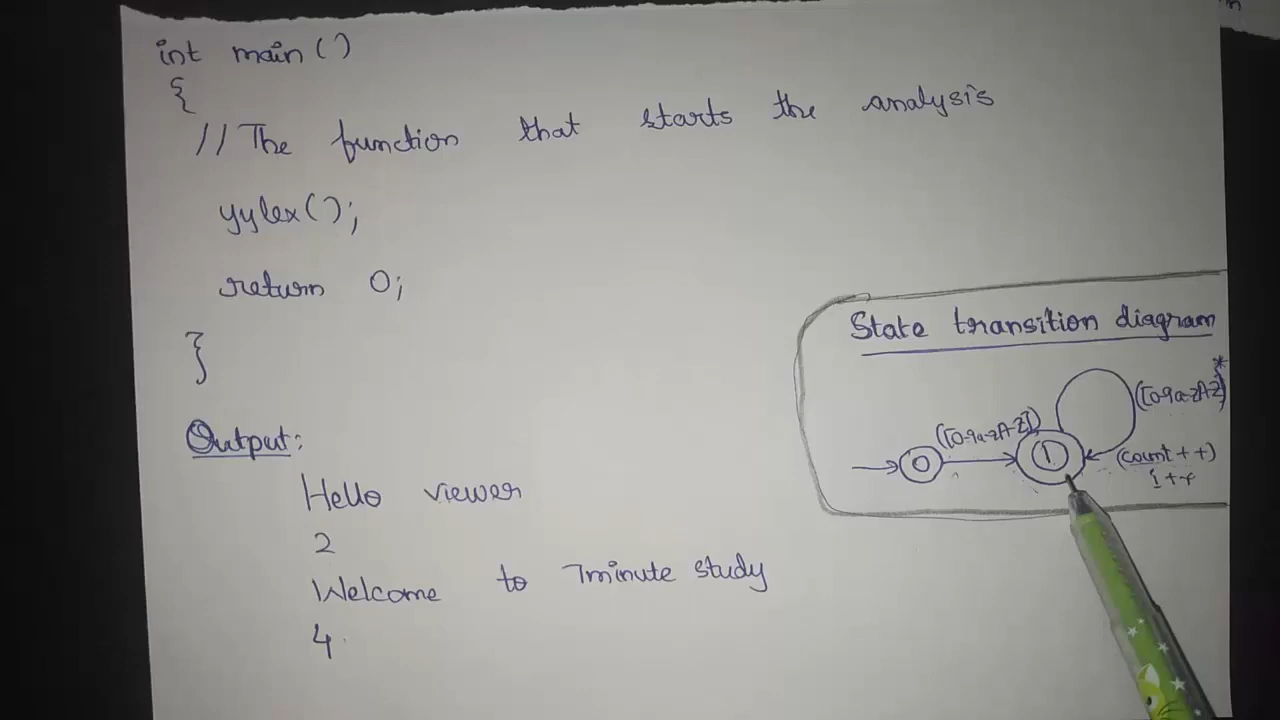 int main()
{
// The function that starts the analysis
yylex();
return 0;
}
Output:
Hello viewer
2
Welcome to 7minute study
4
State transition diagram
([0-9a-zA-Z])
([0-9a-zA-Z])*
0
1
(count++)